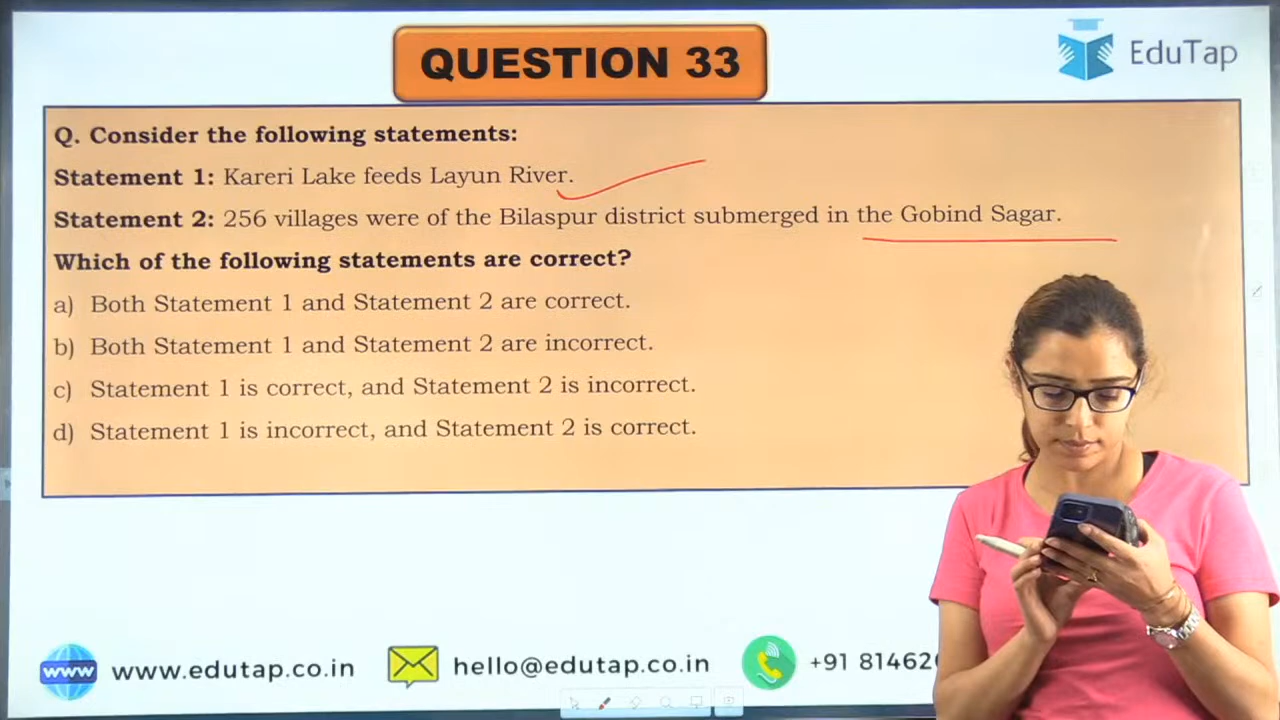 QUESTION 33
EduTap
Q. Consider the following statements:
Statement 1: Kareri Lake feeds Layun River.
Statement 2: 256 villages were of the Bilaspur district submerged in the Gobind Sagar.
Which of the following statements are correct?
a) Both Statement 1 and Statement 2 are correct.
b) Both Statement 1 and Statement 2 are incorrect.
c) Statement 1 is correct, and Statement 2 is incorrect.
d) Statement 1 is incorrect, and Statement 2 is correct.
www
www.edutap.co.in
hello@edutap.co.in
+91 81462